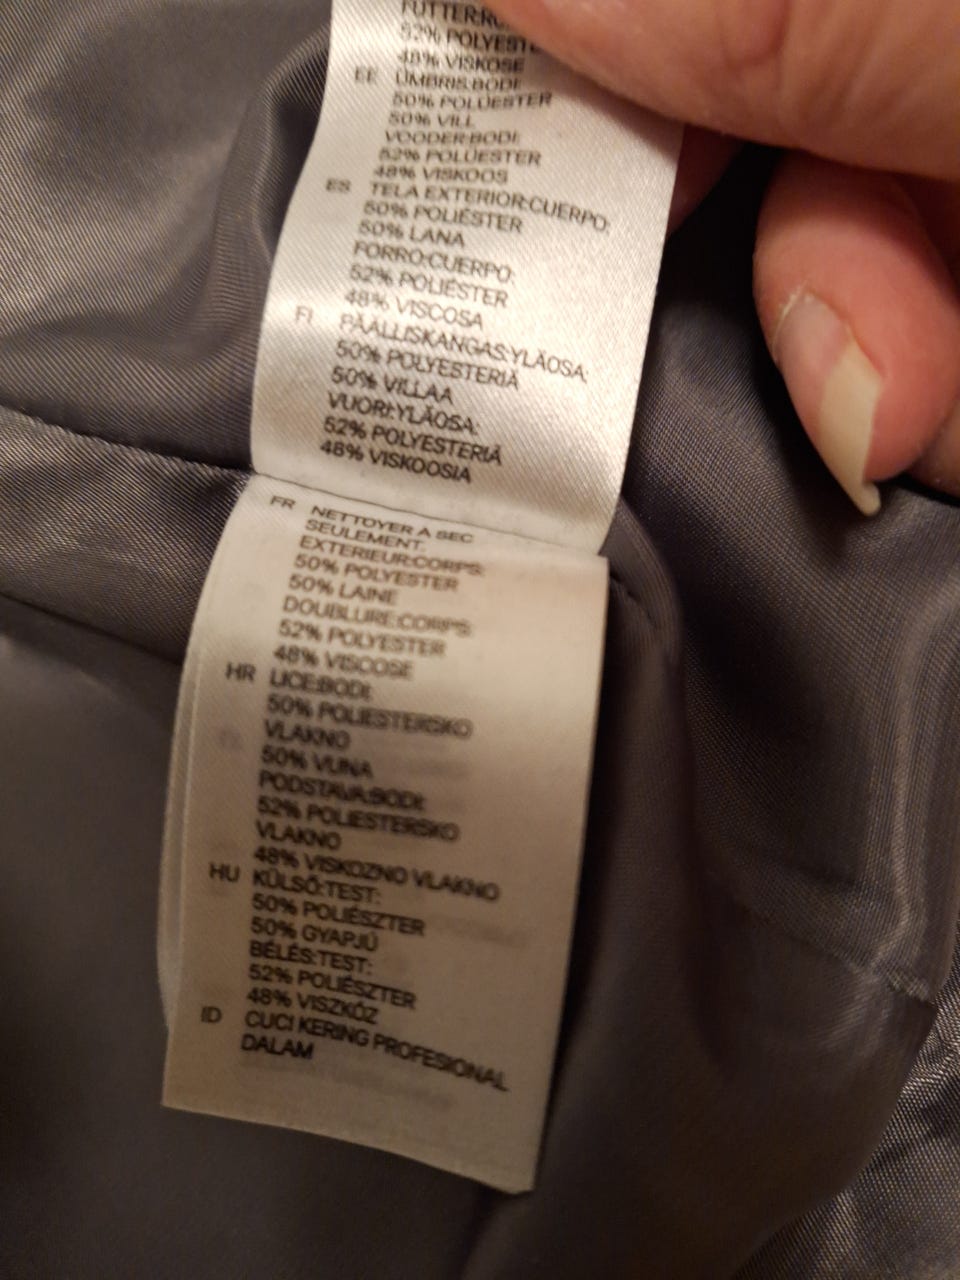 FUTTER:
52% POLYEST
48% VISKOSE
EE ÜMBRIS:BODI:
50% POLÜESTER
50% VILL
VOODER:BODI:
52% POLÜESTER
48% VISKOOS
ES TELA EXTERIOR:CUERPO:
50% POLIÉSTER
50% LANA
FORRO:CUERPO:
52% POLIÉSTER
48% VISCOSA
FI PÄÄLLISKANGAS:YLÄOSA:
50% POLYESTERIÄ
50% VILLAA
VUORI:YLÄOSA:
52% POLYESTERIÄ
48% VISKOOSIA
FR NETTOYER A SEC
SEULEMENT.
EXTERIEUR:CORPS:
50% POLYESTER
50% LAINE
DOUBLURE:CORPS:
52% POLYESTER
48% VISCOSE
HR LICE:BODI:
50% POLIESTERSKO
VLAKNO
50% VUNA
PODSTAVA:BODI:
52% POLIESTERSKO
VLAKNO
48% VISKOZNO VLAKNO
HU KÜLSŐ:TEST:
50% POLIÉSZTER
50% GYAPJÚ
BÉLÉS:TEST:
52% POLIÉSZTER
48% VISZKÓZ
ID CUCI KERING PROFESIONAL
DALAM